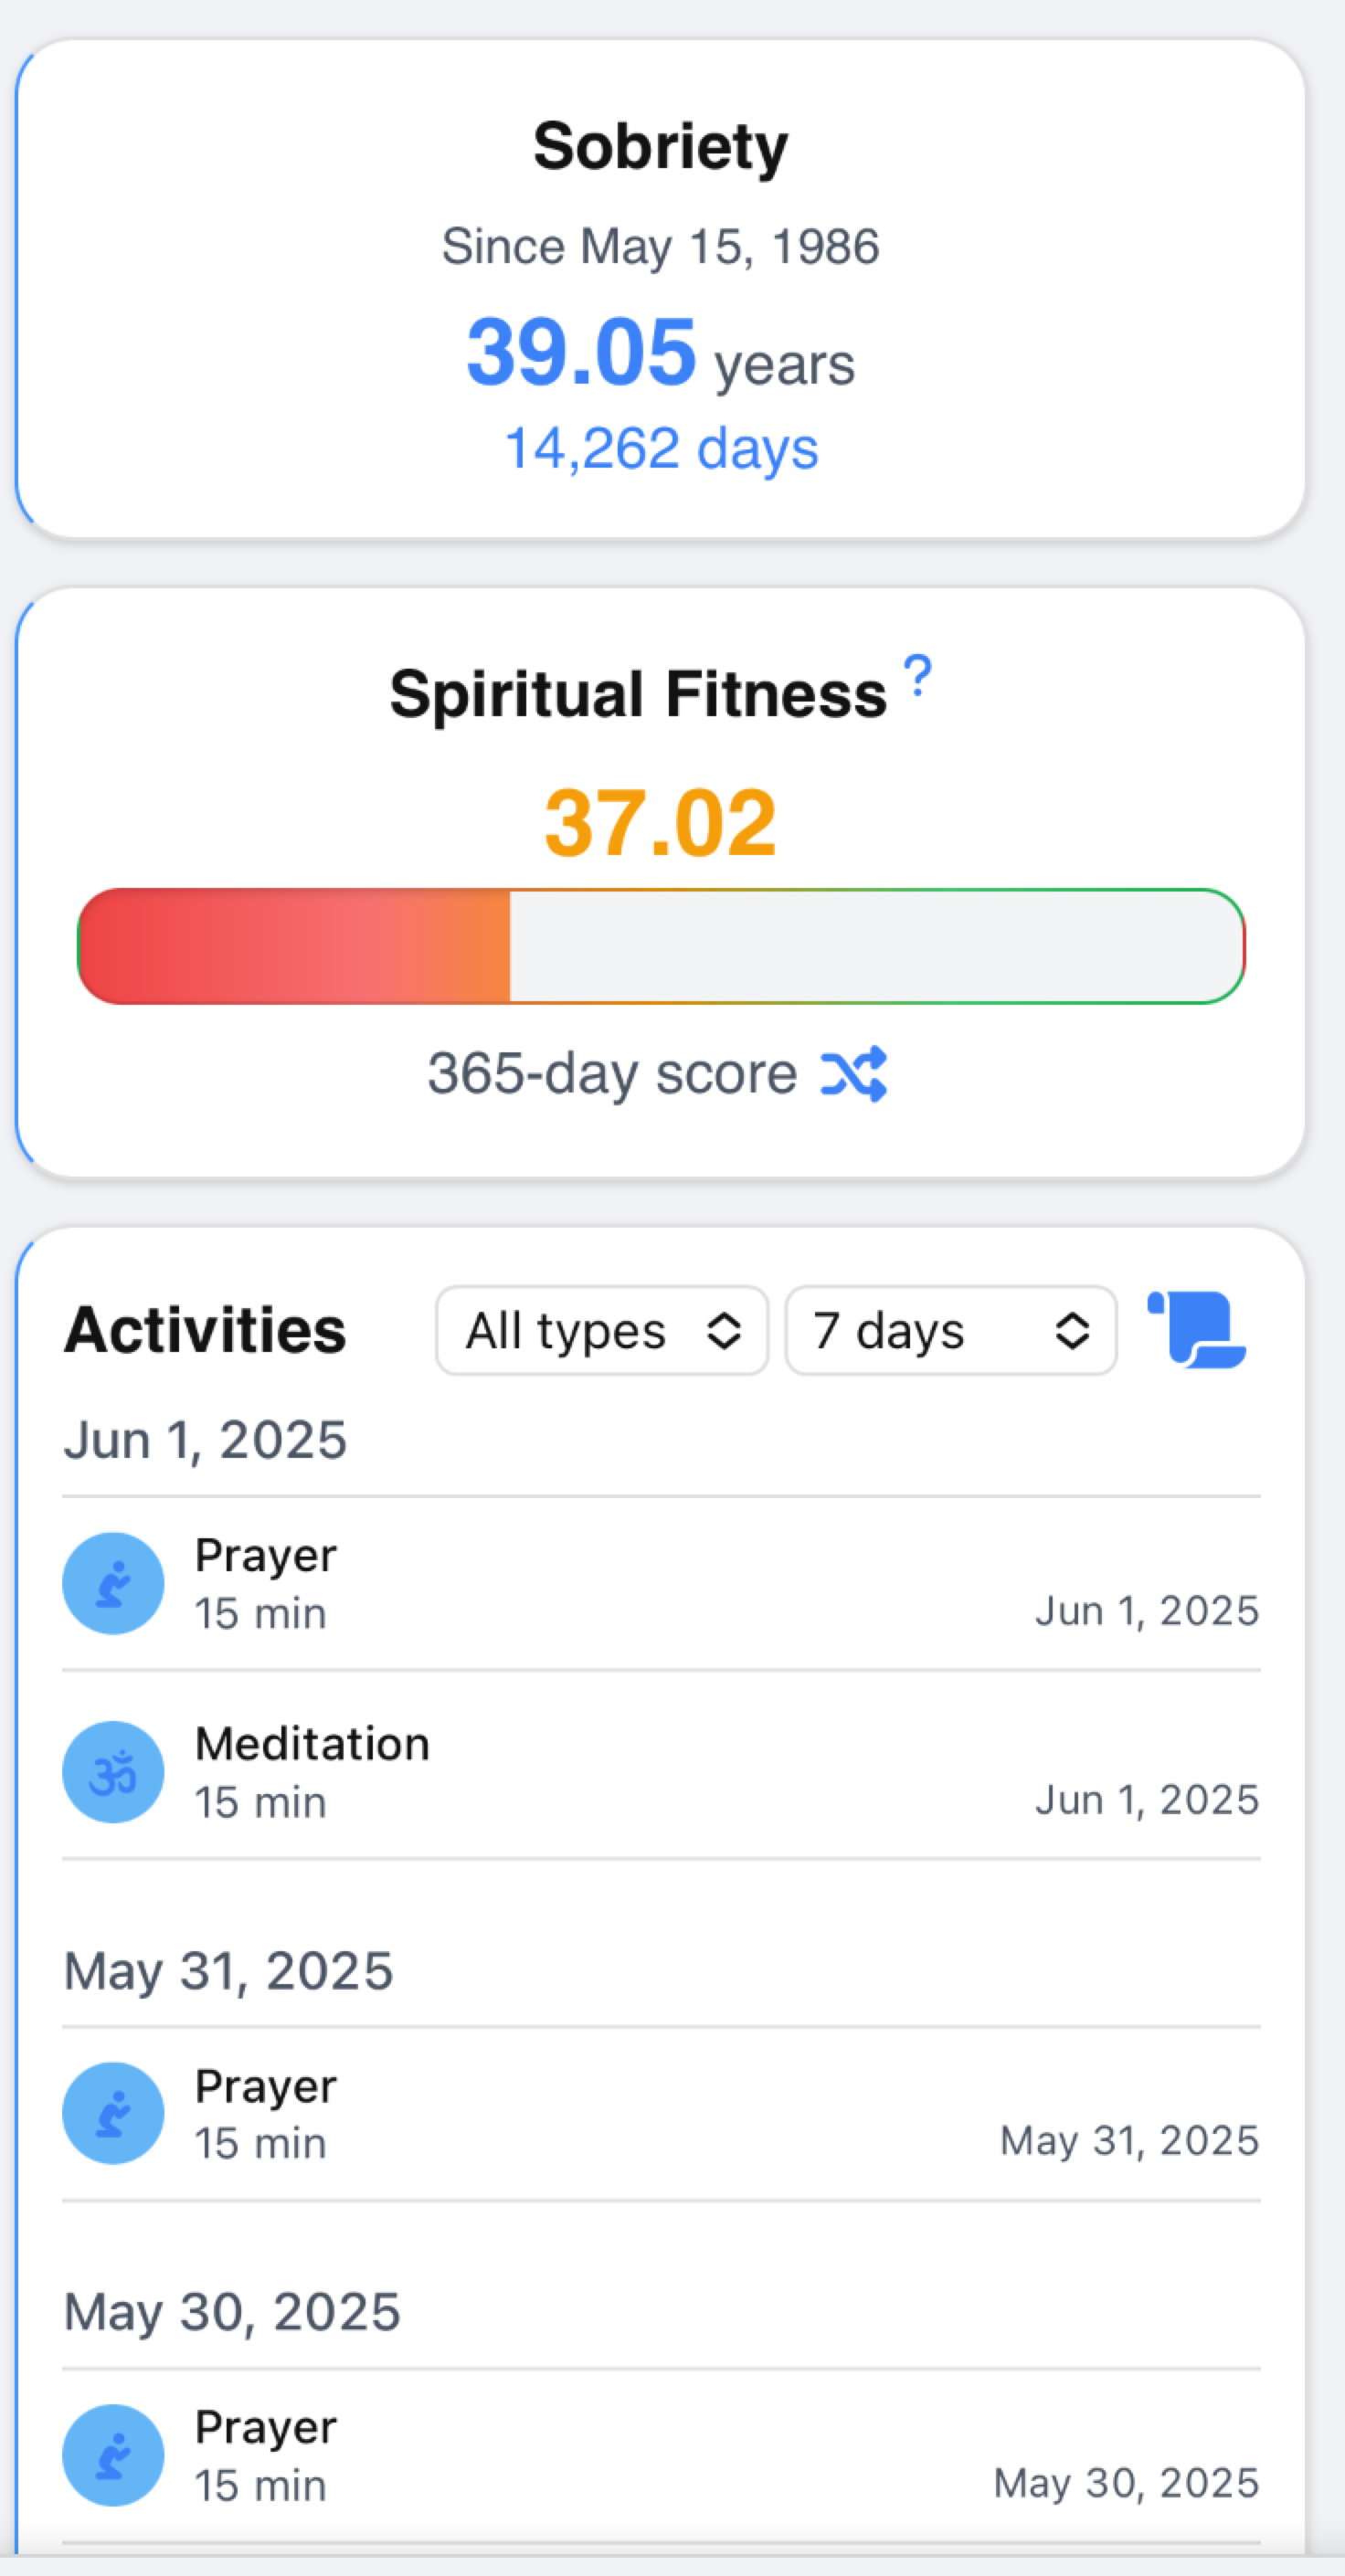 Sobriety
Since May 15, 1986
39.05 years
14,262 days
Spiritual Fitness ?
37.02
365-day score
Activities All types 7 days
Jun 1, 2025
Prayer
15 min Jun 1, 2025
ॐ Meditation
15 min Jun 1, 2025
May 31, 2025
Prayer
15 min May 31, 2025
May 30, 2025
Prayer
15 min May 30, 2025